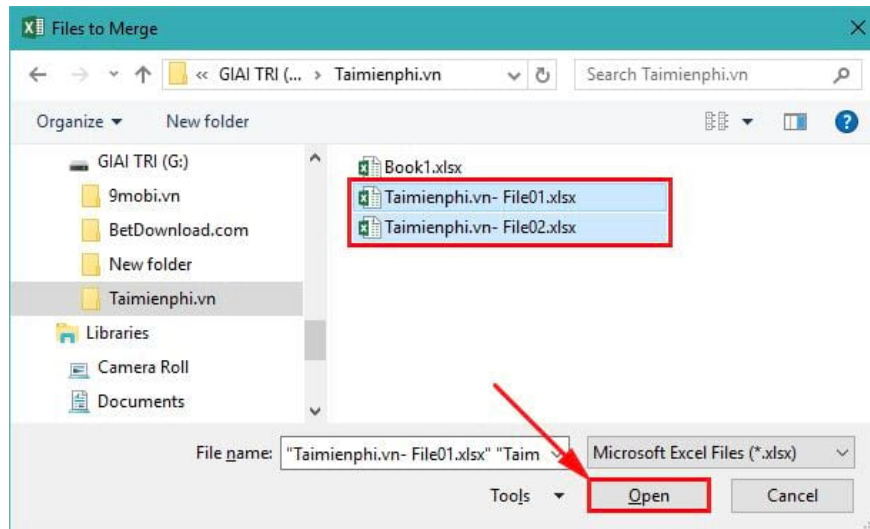 Files to Merge
« GIAI TRI (... › Taimienphi.vn
Search Taimienphi.vn
Organize
New folder
GIAI TRI (G:)
9mobi.vn
BetDownload.com
New folder
Taimienphi.vn
Libraries
Camera Roll
Documents
Book1.xlsx
Taimienphi.vn- File01.xlsx
Taimienphi.vn- File02.xlsx
File name: "Taimienphi.vn- File01.xlsx" "Taim
Microsoft Excel Files (*.xlsx)
Tools
Open
Cancel